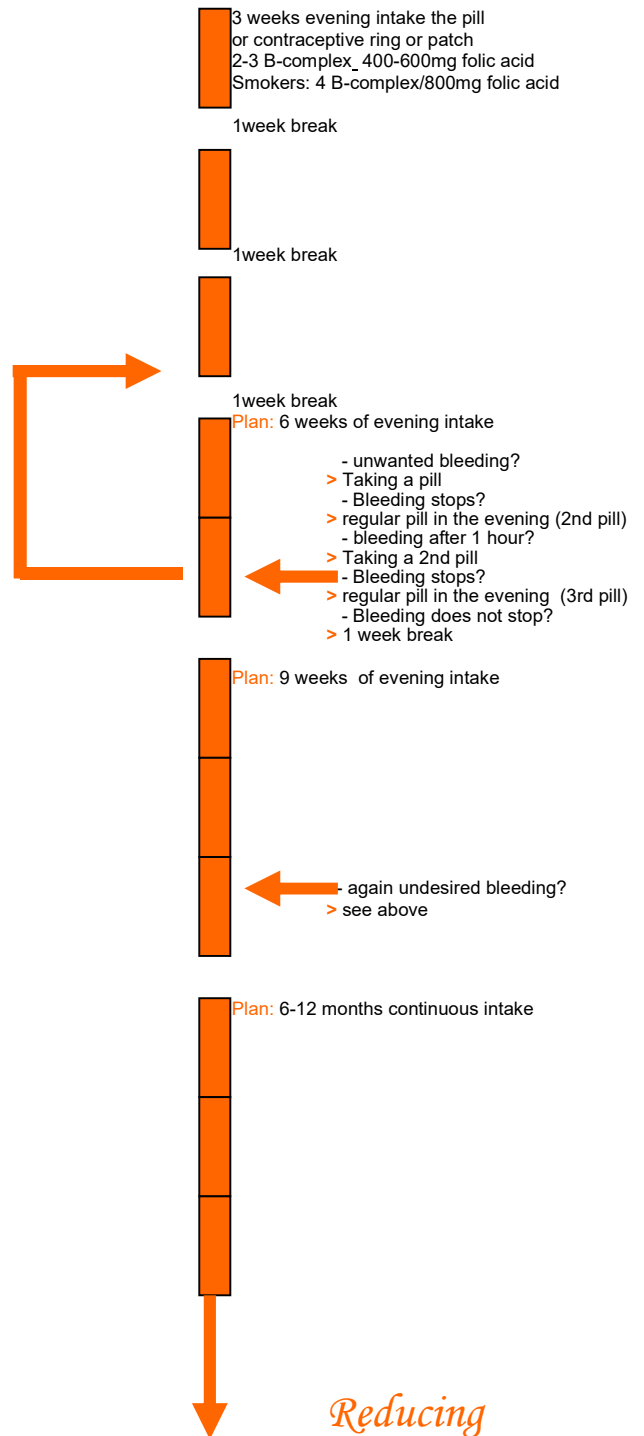 3 weeks evening intake the pill
or contraceptive ring or patch
2-3 B-complex_ 400-600mg folic acid
Smokers: 4 B-complex/800mg folic acid
1week break
1week break
1week break
Plan: 6 weeks of evening intake
- unwanted bleeding?
> Taking a pill
- Bleeding stops?
> regular pill in the evening (2nd pill)
- bleeding after 1 hour?
> Taking a 2nd pill
- Bleeding stops?
> regular pill in the evening (3rd pill)
- Bleeding does not stop?
> 1 week break
Plan: 9 weeks of evening intake
- again undesired bleeding?
> see above
Plan: 6-12 months continuous intake
Reducing